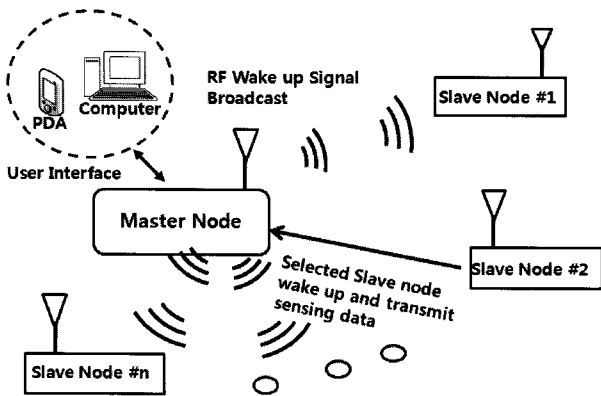 RF Wake up Signal
Broadcast
Slave Node #1
Computer
PDA
User Interface
Master Node
Slave Node #2
Selected Slave node
wake up and transmit
sensing data
Slave Node #n